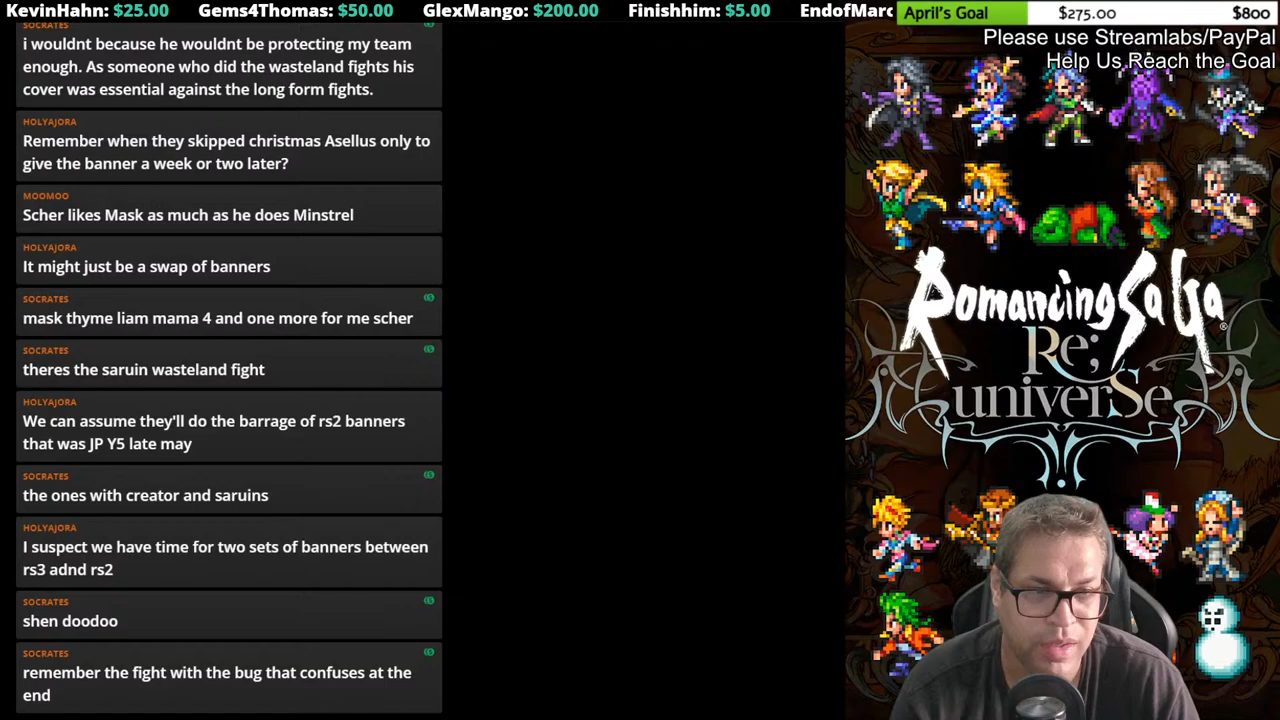 KevinHahn: $25.00 Gems4Thomas: $50.00 GlexMango: $200.00 Finishhim: $5.00 EndofMarc
April's Goal $275.00 $800
Please use Streamlabs/PayPal
Help Us Reach the Goal
SOCRATES
i wouldnt because he wouldnt be protecting my team
enough. As someone who did the wasteland fights his
cover was essential against the long form fights.
HOLYAJORA
Remember when they skipped christmas Asellus only to
give the banner a week or two later?
MOOMOO
Scher likes Mask as much as he does Minstrel
HOLYAJORA
It might just be a swap of banners
SOCRATES
mask thyme liam mama 4 and one more for me scher
SOCRATES
theres the saruin wasteland fight
HOLYAJORA
We can assume they'll do the barrage of rs2 banners
that was JP Y5 late may
SOCRATES
the ones with creator and saruins
HOLYAJORA
I suspect we have time for two sets of banners between
rs3 adnd rs2
SOCRATES
shen doodoo
SOCRATES
remember the fight with the bug that confuses at the
end
Romancing SaGa
Re;
univerSe